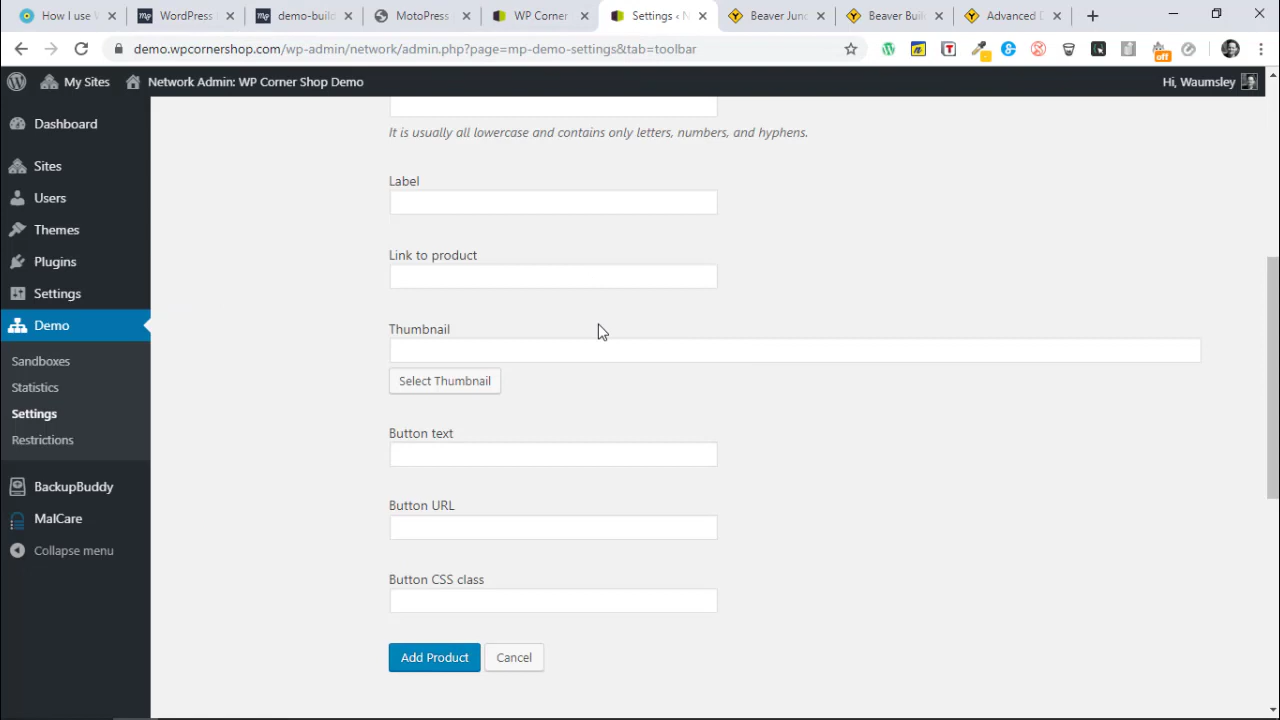 How I use
WordPress
demo-build
MotoPress
WP Corner
Settings ‹ N
Beaver Junc
Beaver Buil
Advanced D
demo.wpcornershop.com/wp-admin/network/admin.php?page=mp-demo-settings&tab=toolbar
off
My Sites
Network Admin: WP Corner Shop Demo
Hi, Waumsley
Dashboard
Sites
Users
Themes
Plugins
Settings
Demo
Sandboxes
Statistics
Settings
Restrictions
BackupBuddy
MalCare
Collapse menu
It is usually all lowercase and contains only letters, numbers, and hyphens.
Label
Link to product
Thumbnail
Select Thumbnail
Button text
Button URL
Button CSS class
Add Product
Cancel